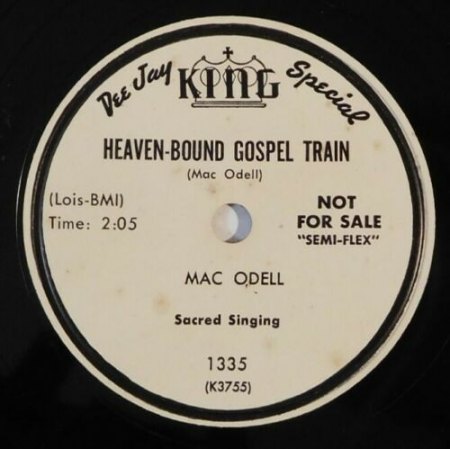 Dee Jay KING Special
HEAVEN-BOUND GOSPEL TRAIN
(Mac Odell)
(Lois-BMI)
Time: 2:05
NOT
FOR SALE
"SEMI-FLEX"
MAC ODELL
Sacred Singing
1335
(K3755)